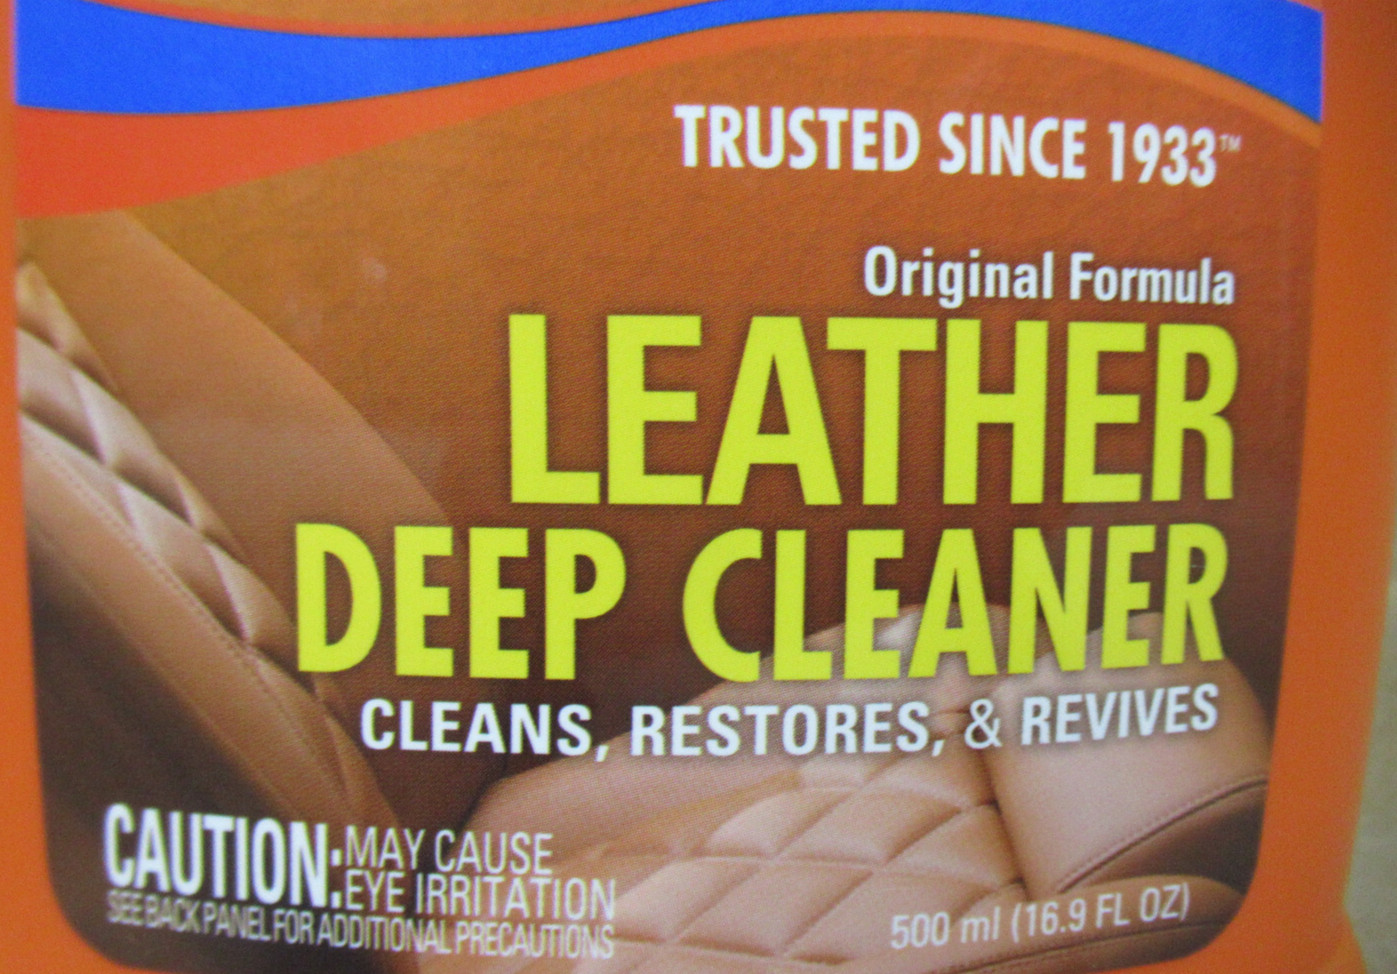 TRUSTED SINCE 1933™
Original Formula
LEATHER
DEEP CLEANER
CLEANS, RESTORES, & REVIVES
CAUTION: MAY CAUSE
EYE IRRITATION
SEE BACK PANEL FOR ADDITIONAL PRECAUTIONS
500 ml (16.9 FL OZ)